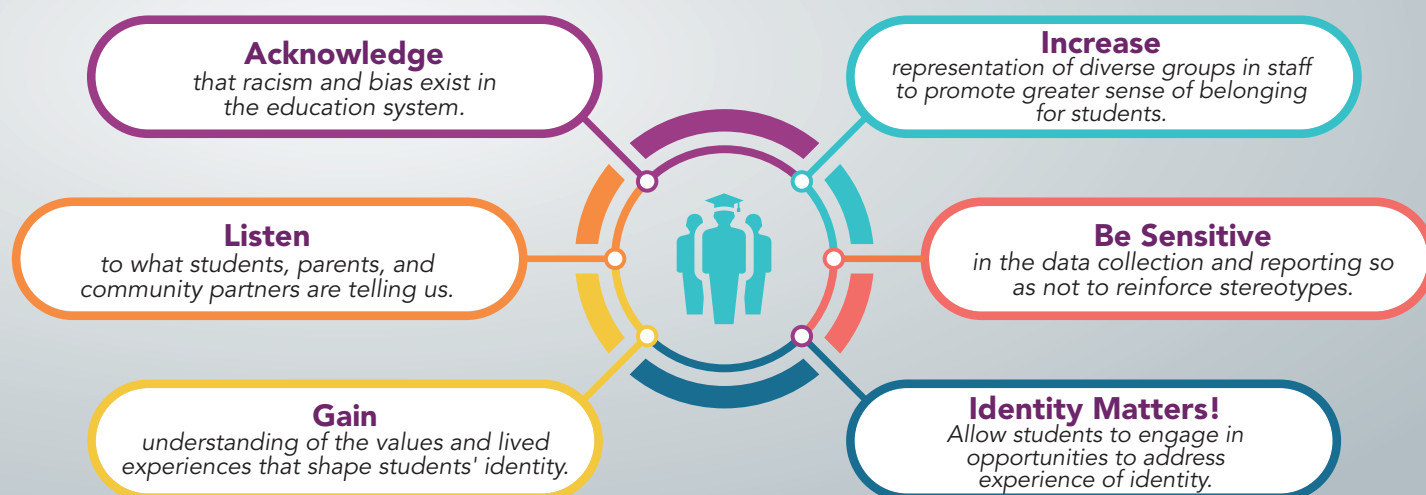 Acknowledge
that racism and bias exist in
the education system.
Increase
representation of diverse groups in staff
to promote greater sense of belonging
for students.
Listen
to what students, parents, and
community partners are telling us.
Be Sensitive
in the data collection and reporting so
as not to reinforce stereotypes.
Gain
understanding of the values and lived
experiences that shape students' identity.
Identity Matters!
Allow students to engage in
opportunities to address
experience of identity.